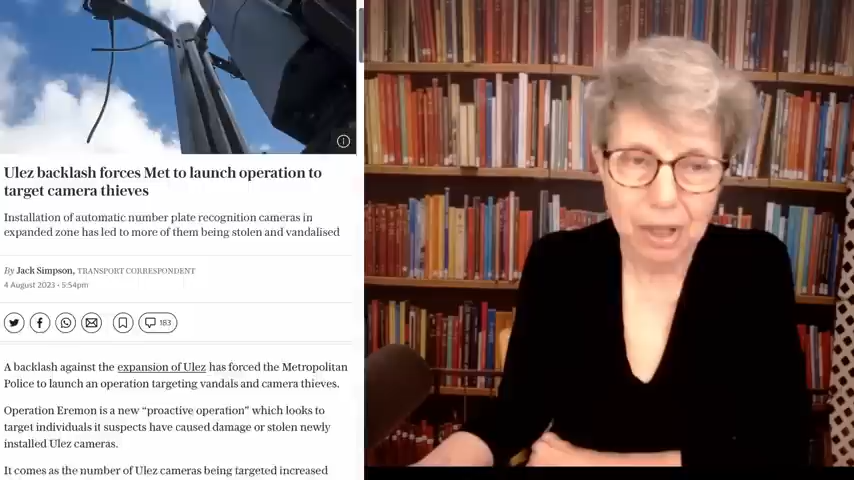 Ulez backlash forces Met to launch operation to
target camera thieves
Installation of automatic number plate recognition cameras in
expanded zone has led to more of them being stolen and vandalised
By Jack Simpson, TRANSPORT CORRESPONDENT
4 August 2023 • 5:54pm
183
A backlash against the expansion of Ulez has forced the Metropolitan
Police to launch an operation targeting vandals and camera thieves.
Operation Eremon is a new “proactive operation” which looks to
target individuals it suspects have caused damage or stolen newly
installed Ulez cameras.
It comes as the number of Ulez cameras being targeted increased